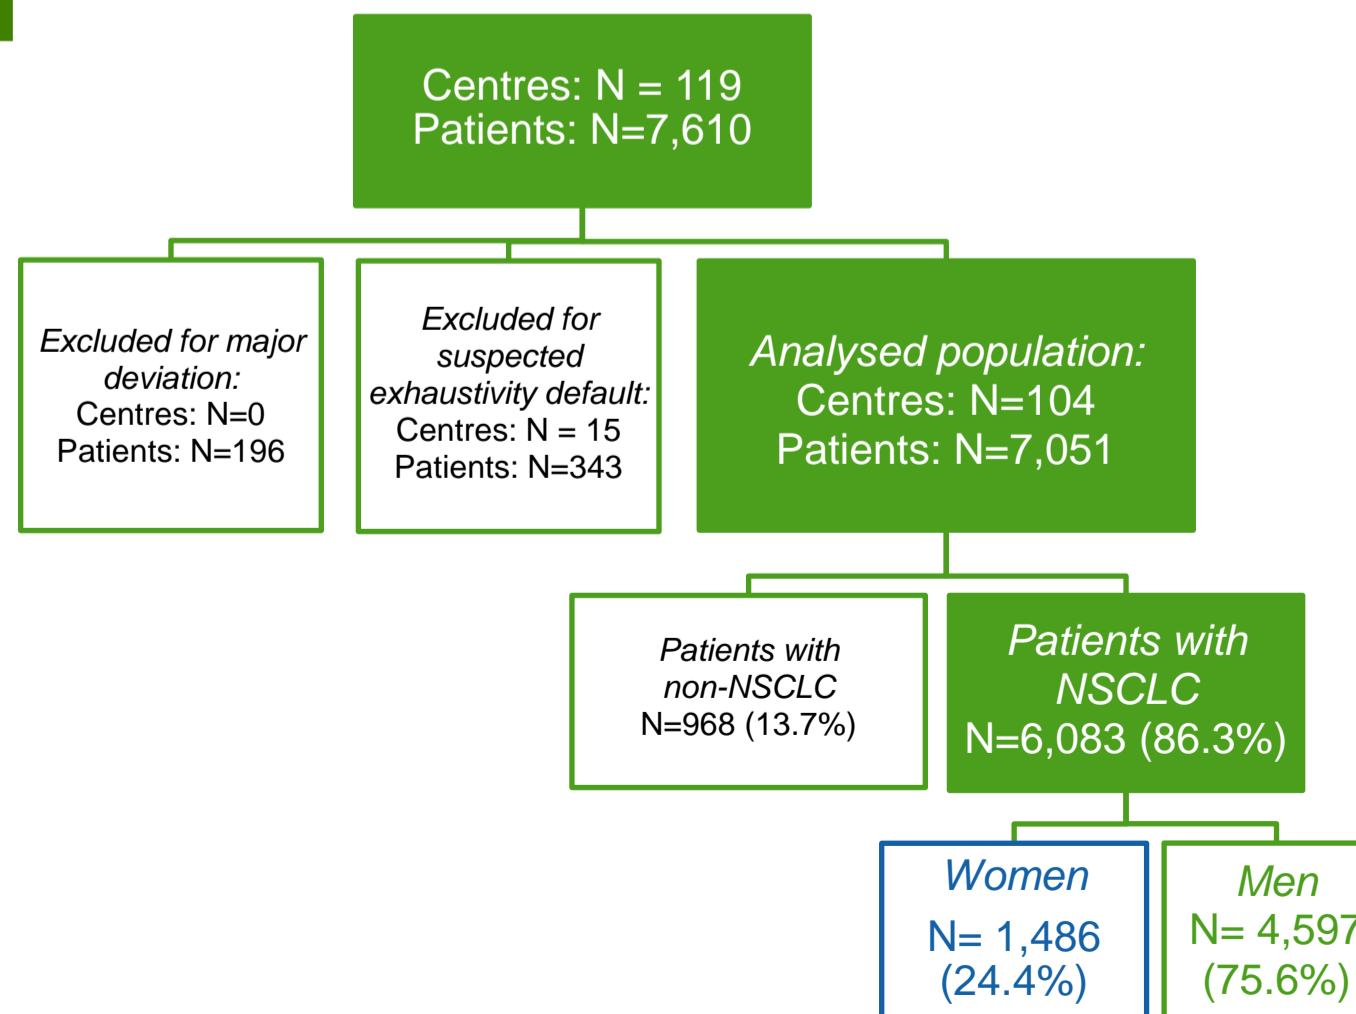 Centres: N = 119
Patients: N=7,610
Excluded for major
deviation:
Centres: N=0
Patients: N=196
Excluded for
suspected
exhaustivity default:
Centres: N = 15
Patients: N=343
Analysed population:
Centres: N=104
Patients: N=7,051
Patients with
non-NSCLC
N=968 (13.7%)
Patients with
NSCLC
N=6,083 (86.3%)
Women
N= 1,486
(24.4%)
Men
N= 4,597
(75.6%)